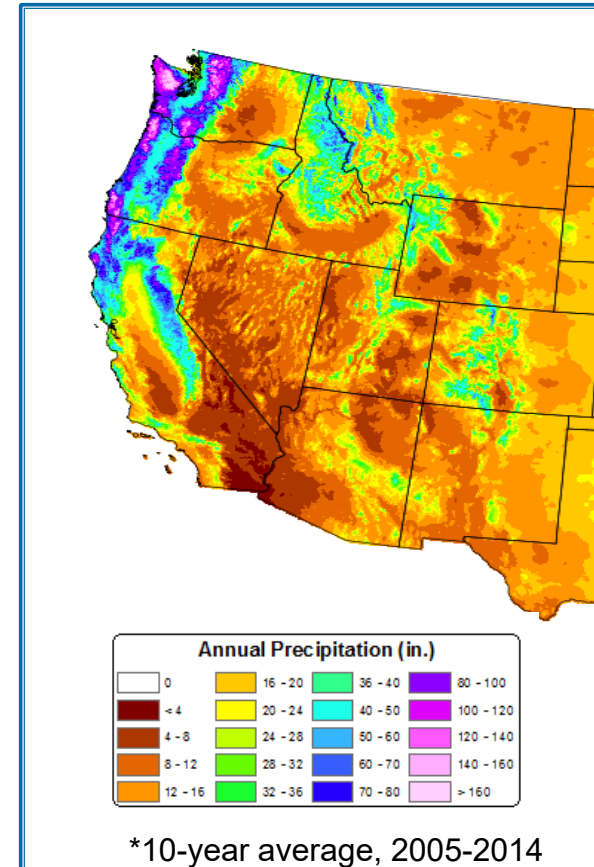 Annual Precipitation (in.)
0 16 - 20 36 - 40 80 - 100
< 4 20 - 24 40 - 50 100 - 120
4 - 8 24 - 28 50 - 60 120 - 140
8 - 12 28 - 32 60 - 70 140 - 160
12 - 16 32 - 36 70 - 80 > 160
*10-year average, 2005-2014